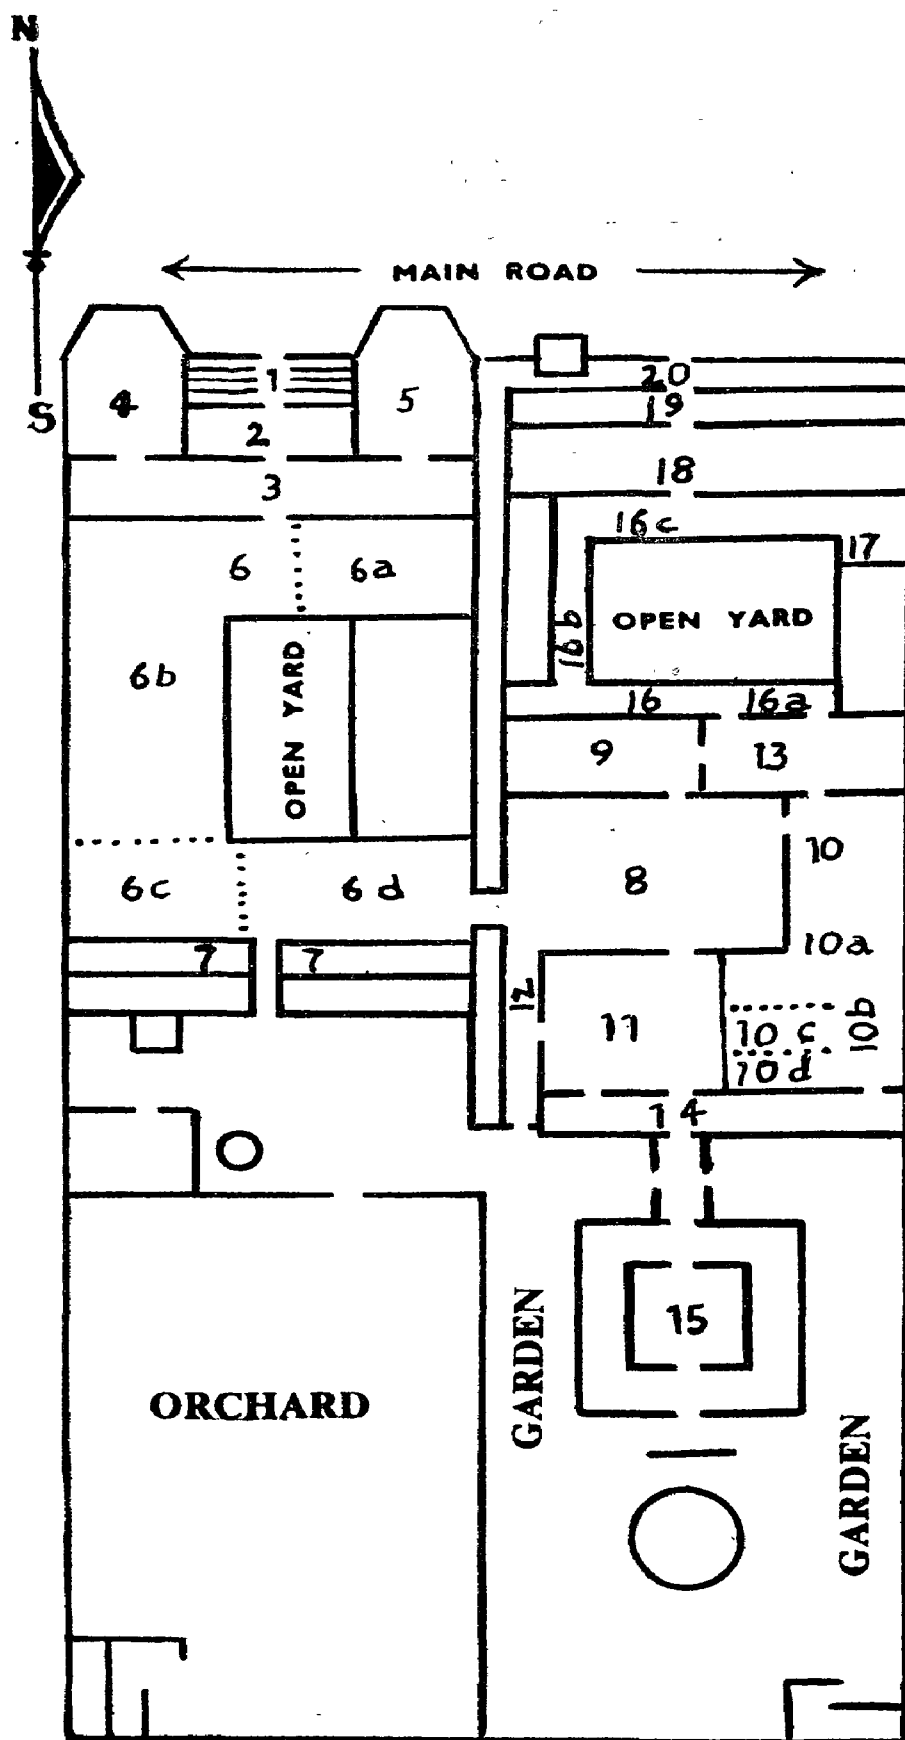 N
MAIN ROAD
S
1
2
3
4
5
20
19
18
6
6a
16c
17
6b
OPEN YARD
16b
OPEN YARD
16
16a
9
13
6c
6d
8
10
10a
7
7
12
11
10c
10b
10d
14
15
ORCHARD
GARDEN
GARDEN